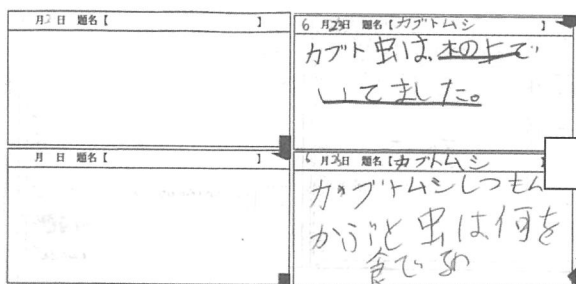 月 日 題名【 】
6月23日 題名【カブトムシ】
カブト虫は、木の上で
いてました。
月 日 題名【 】
6月23日 題名【カブトムシ】
カブトムシしつもん
かぶと虫は何を
食でるの